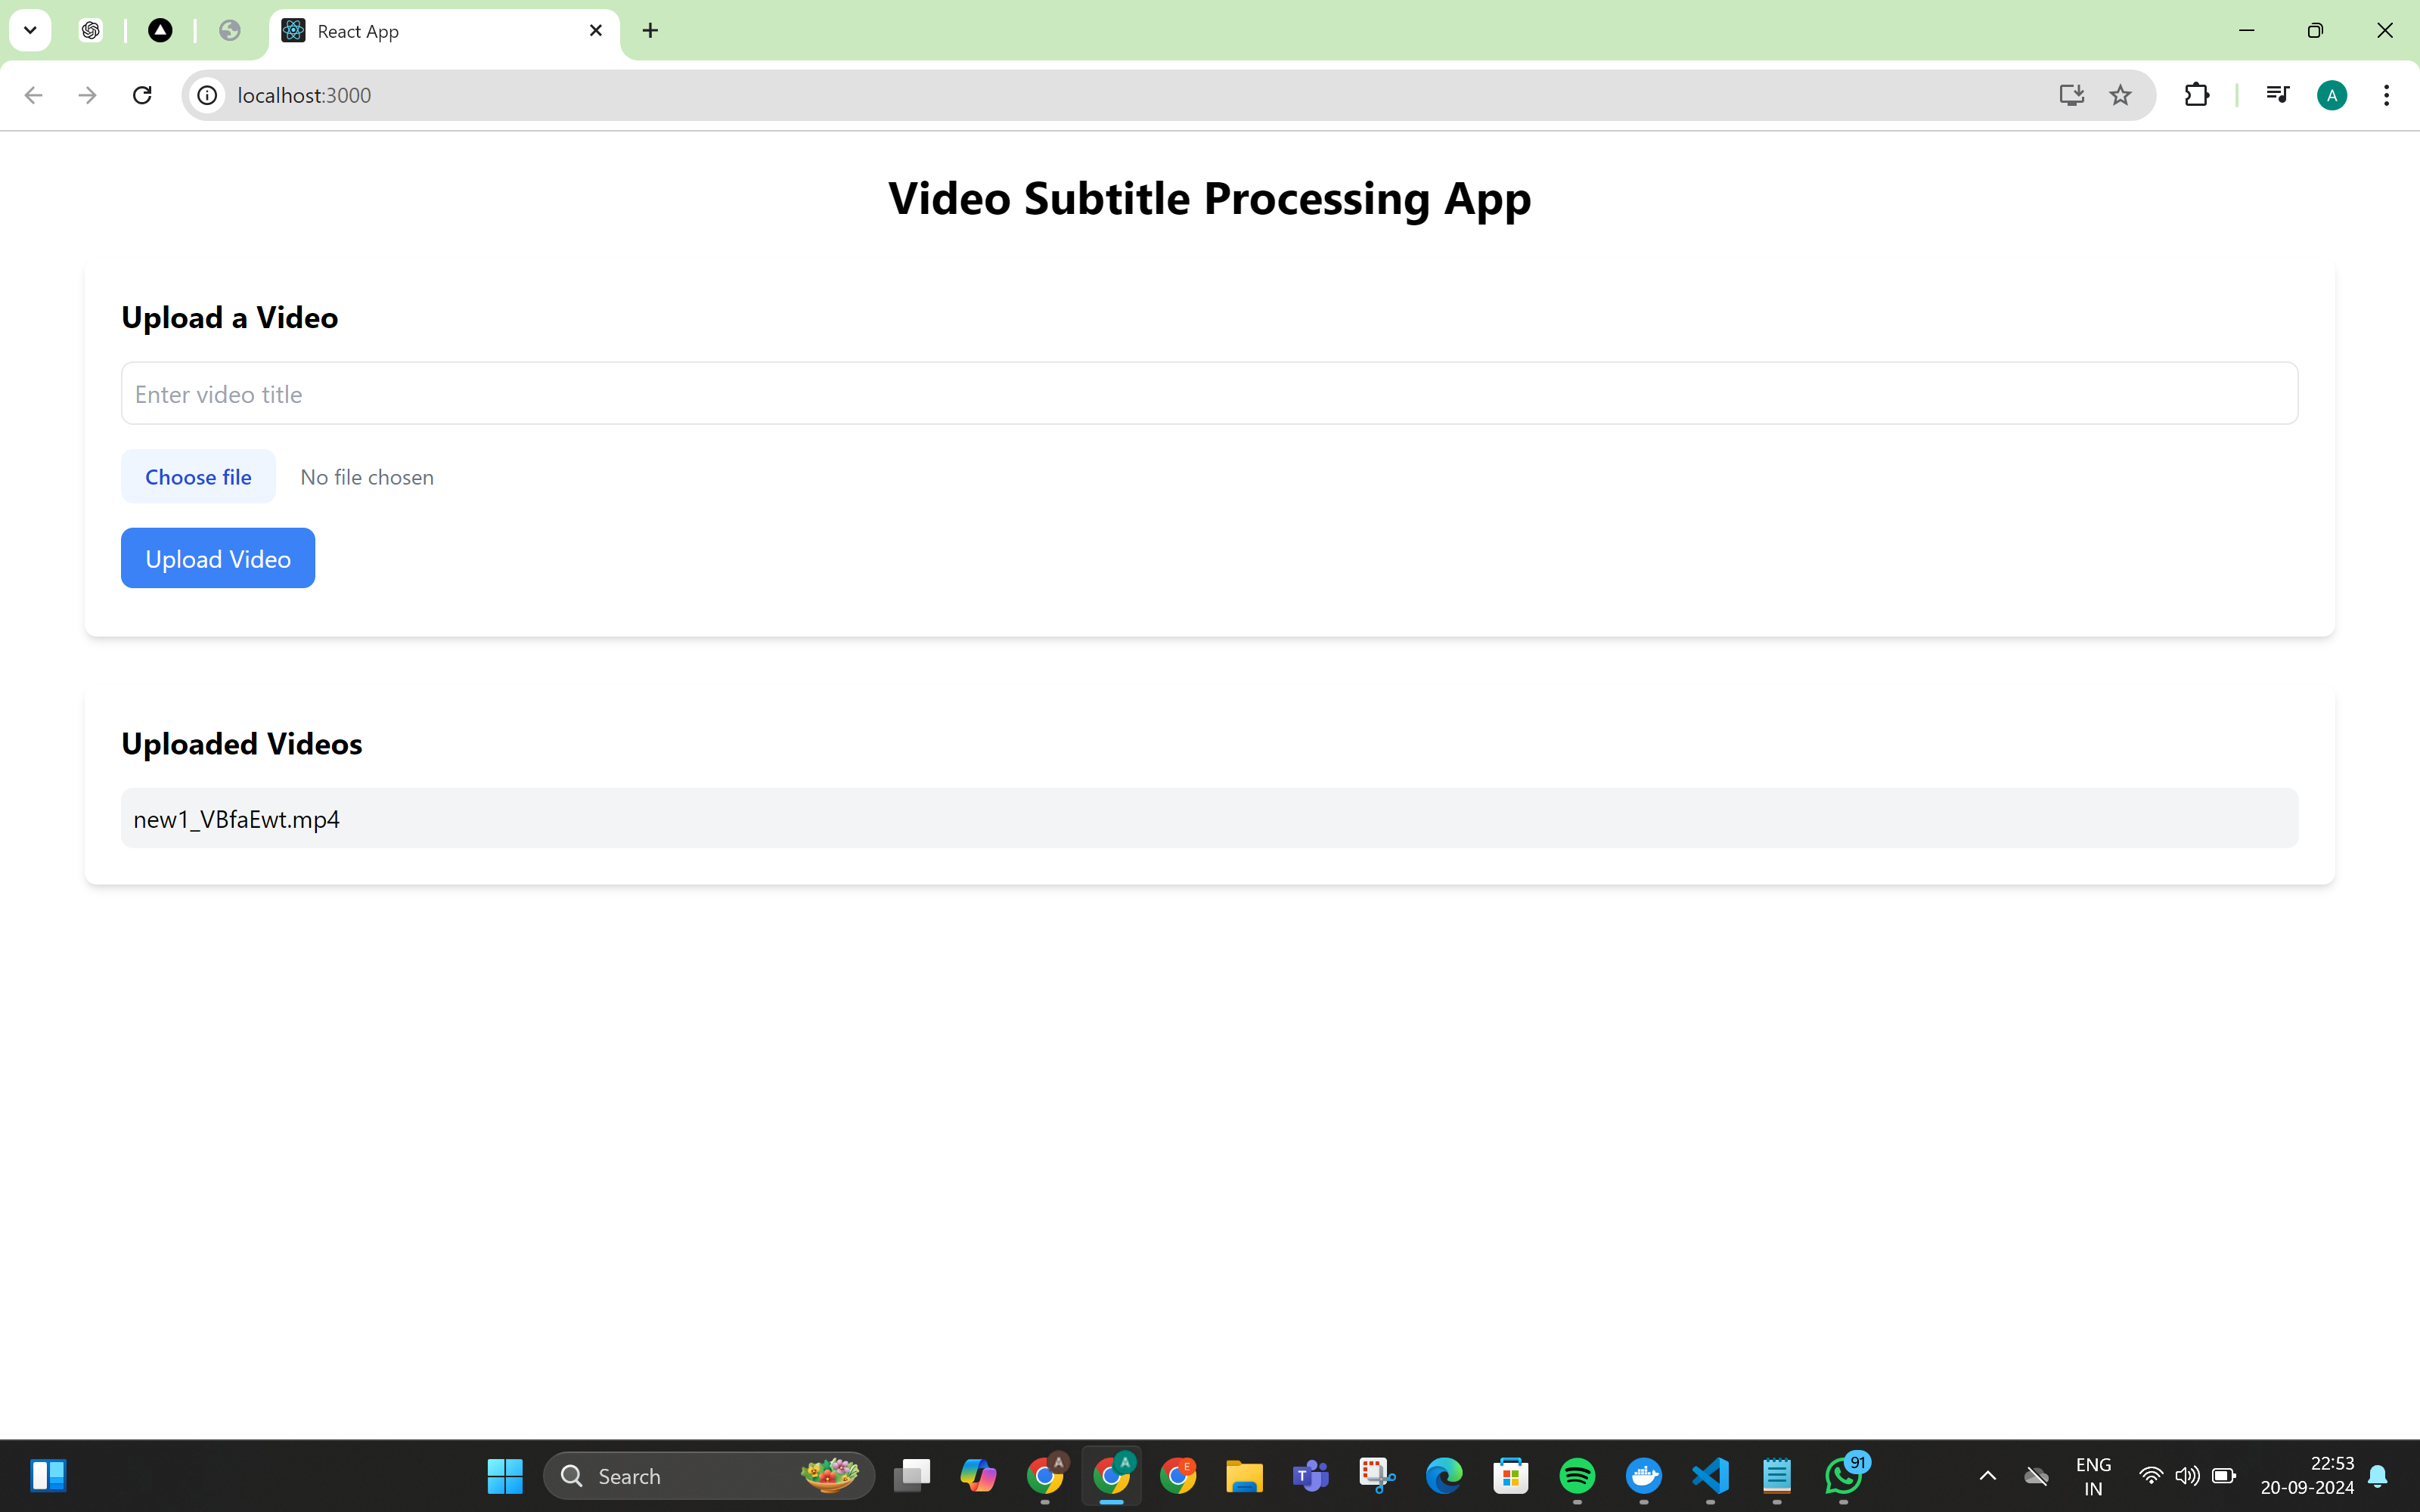 React App
localhost:3000
A
Video Subtitle Processing App
Upload a Video
Enter video title
Choose file No file chosen
Upload Video
Uploaded Videos
new1_VBfaEwt.mp4
Search
A
A
E
T
91
ENG
IN
22:53
20-09-2024